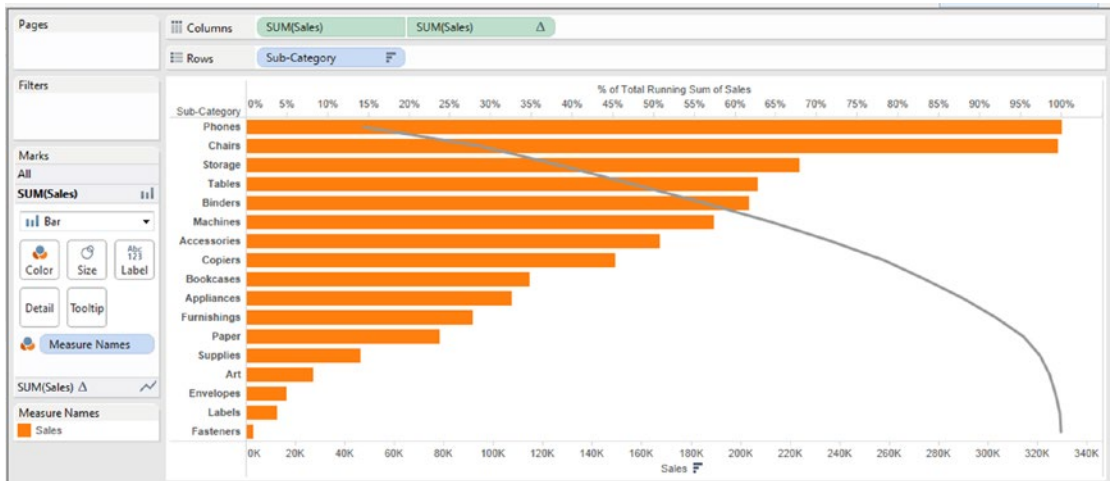 Pages
Columns SUM(Sales) SUM(Sales) Δ
Rows Sub-Category
Filters
% of Total Running Sum of Sales
0% 5% 10% 15% 20% 25% 30% 35% 40% 45% 50% 55% 60% 65% 70% 75% 80% 85% 90% 95% 100%
Sub-Category
Phones
Chairs
Storage
Tables
Binders
Machines
Accessories
Copiers
Bookcases
Appliances
Furnishings
Paper
Supplies
Art
Envelopes
Labels
Fasteners
0K 20K 40K 60K 80K 100K 120K 140K 160K 180K 200K 220K 240K 260K 280K 300K 320K 340K
Sales
Marks
All
SUM(Sales)
Bar
Abc
123
Color Size Label
Detail Tooltip
Measure Names
SUM(Sales) Δ
Measure Names
Sales